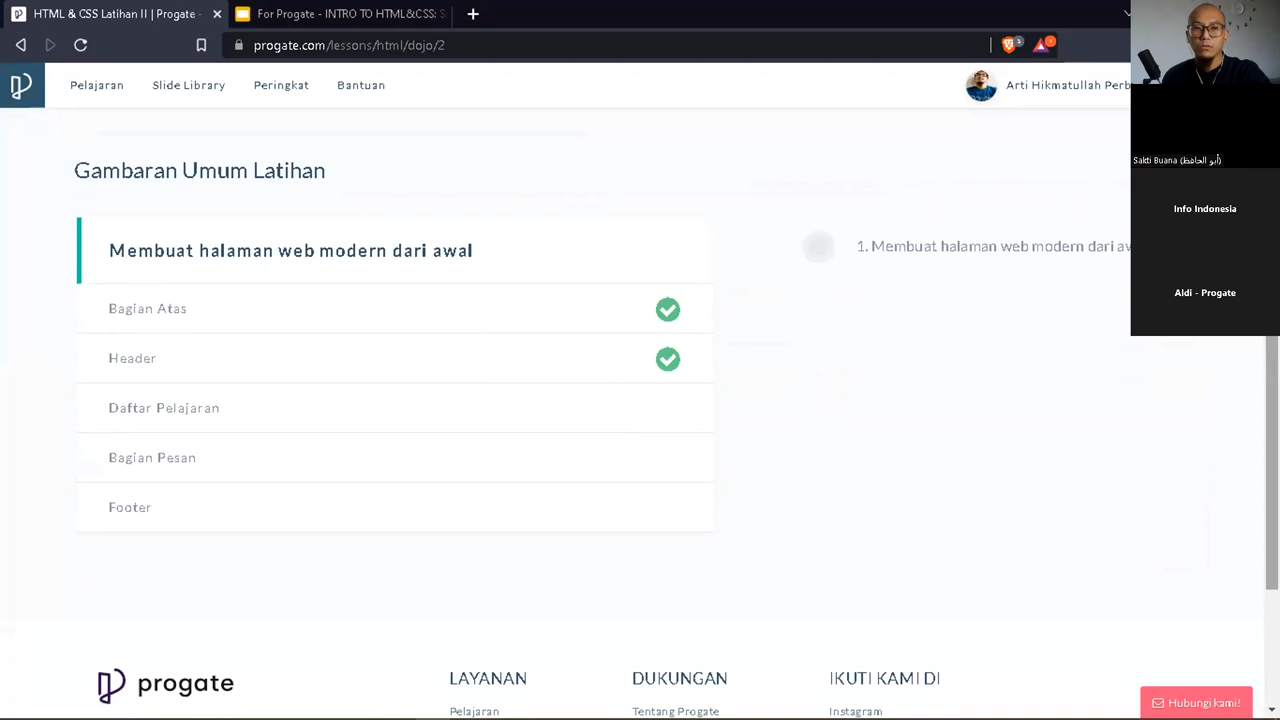 HTML & CSS Latihan II | Progate -
For Progate - INTRO TO HTML&CSS: S
progate.com/lessons/html/dojo/2
Pelajaran
Slide Library
Peringkat
Bantuan
Arti Hikmatullah Perb
Sakti Buana (أبو الحافظ)
Info Indonesia
Aldi - Progate
Gambaran Umum Latihan
Membuat halaman web modern dari awal
Bagian Atas
Header
Daftar Pelajaran
Bagian Pesan
Footer
1. Membuat halaman web modern dari aw
progate
LAYANAN
DUKUNGAN
IKUTI KAMI DI
Pelajaran
Tentang Progate
Instagram
Hubungi kami!